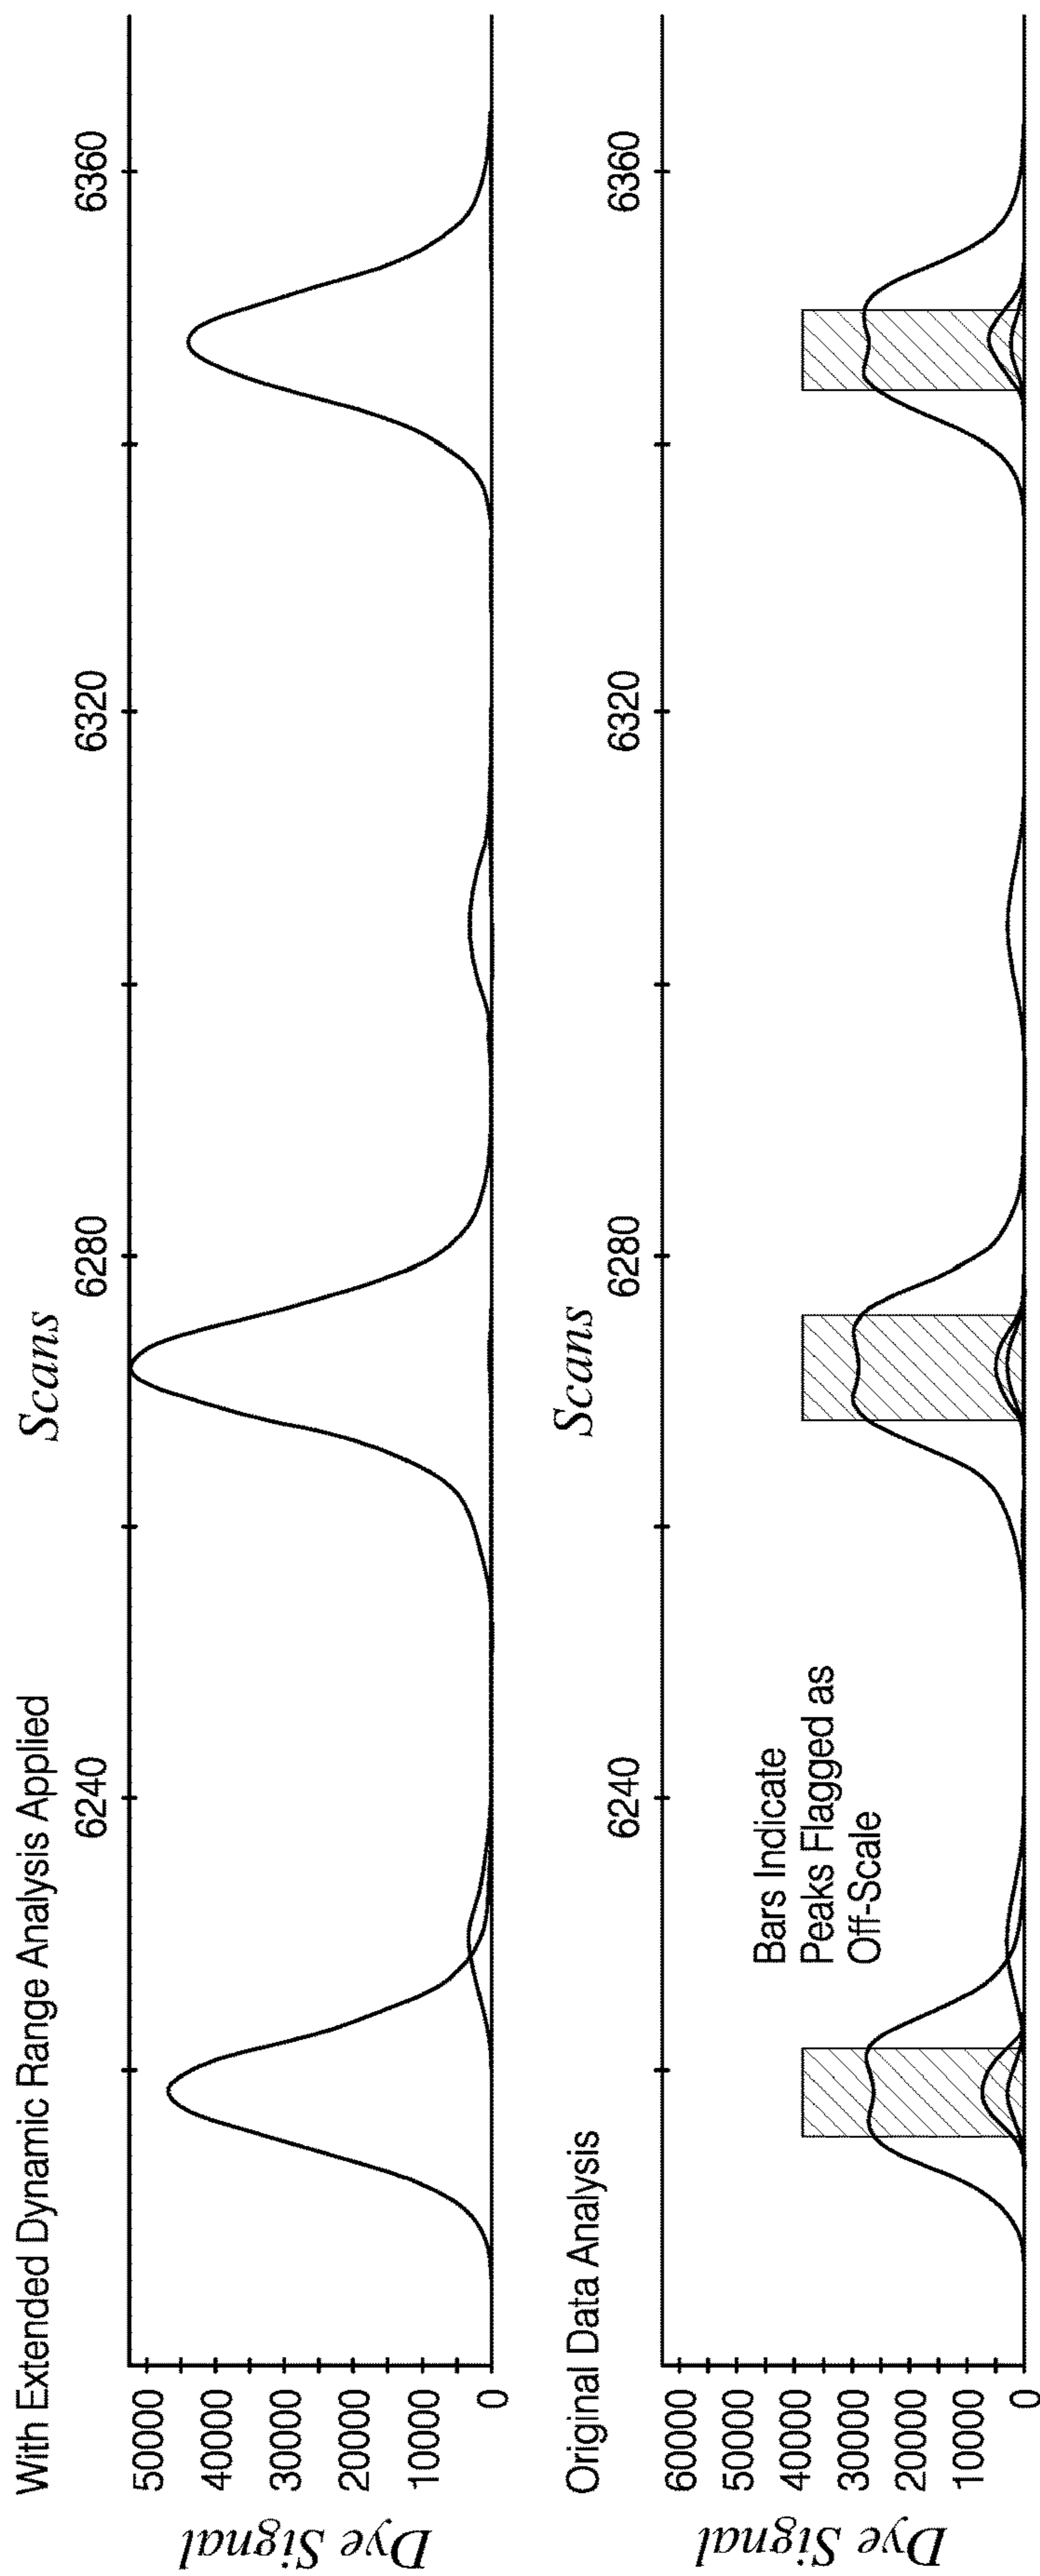 With Extended Dynamic Range Analysis Applied
Scans
6240
6280
6320
6360
Dye Signal
50000
40000
30000
20000
10000
0
Original Data Analysis
Scans
6240
6280
6320
6360
Dye Signal
60000
50000
40000
30000
20000
10000
0
Bars Indicate
Peaks Flagged as
Off-Scale